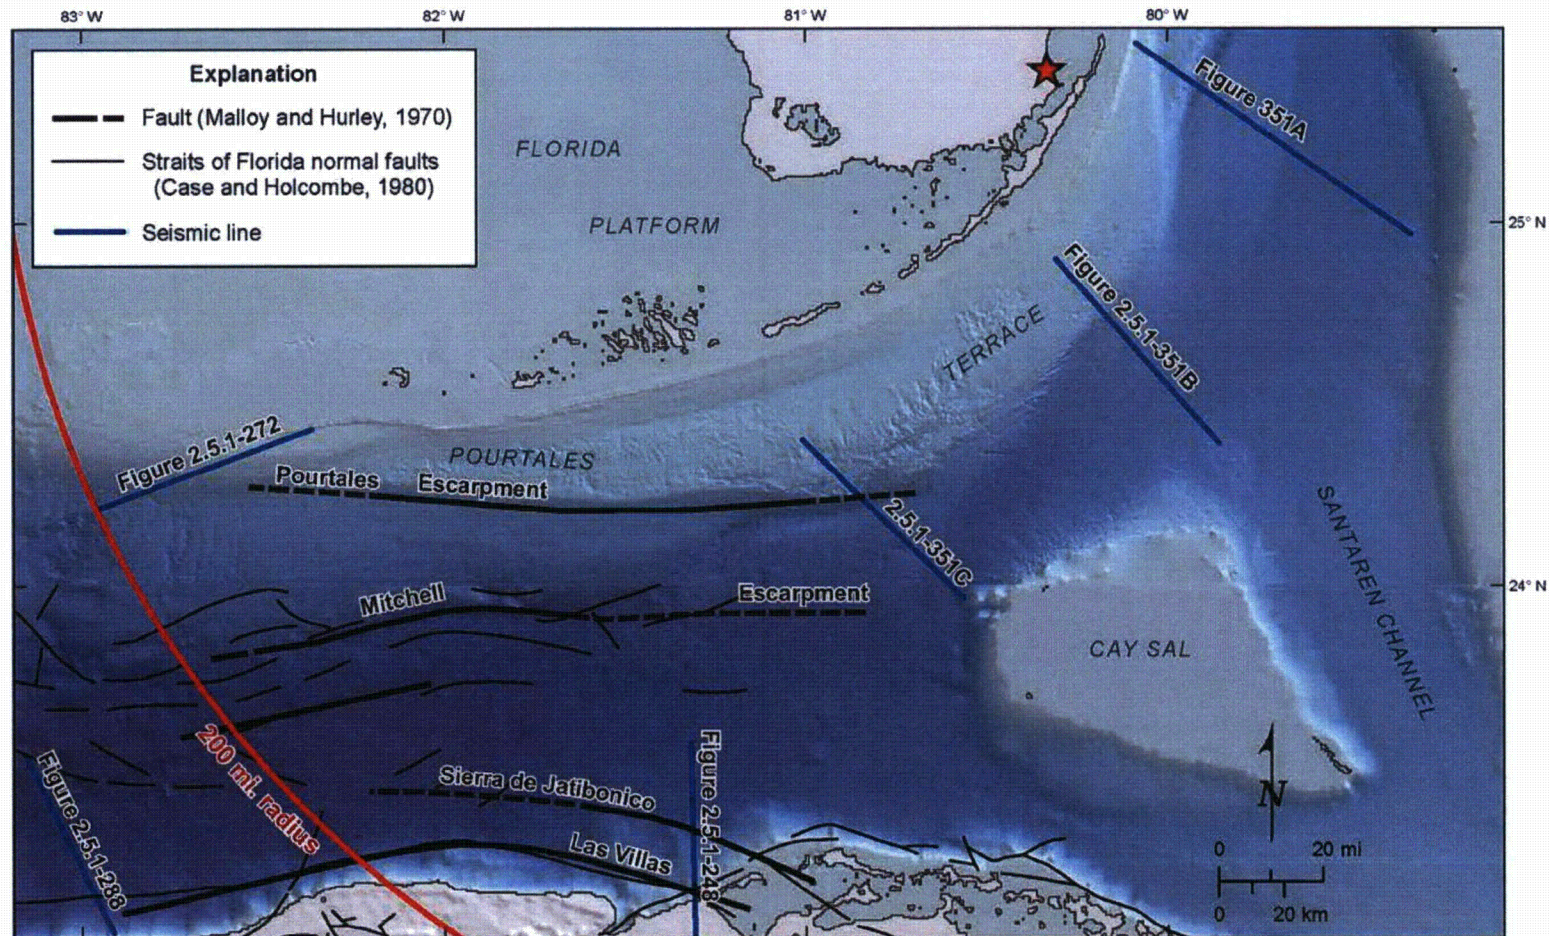 83° W
82° W
81° W
80° W
Explanation
Fault (Malloy and Hurley, 1970)
Straits of Florida normal faults
(Case and Holcombe, 1980)
Seismic line
FLORIDA
PLATFORM
Figure 351A
25° N
Figure 2.5.1-351B
TERRACE
Figure 2.5.1-272
POURTALES
Pourtales Escarpment
2.5.1-351C
SANTAREN CHANNEL
24° N
Mitchell Escarpment
CAY SAL
200 mi. radius
Figure 2.5.1-288
Sierra de Jatibonico
Las Villas
Figure 2.5.1-248
N
0 20 mi
0 20 km